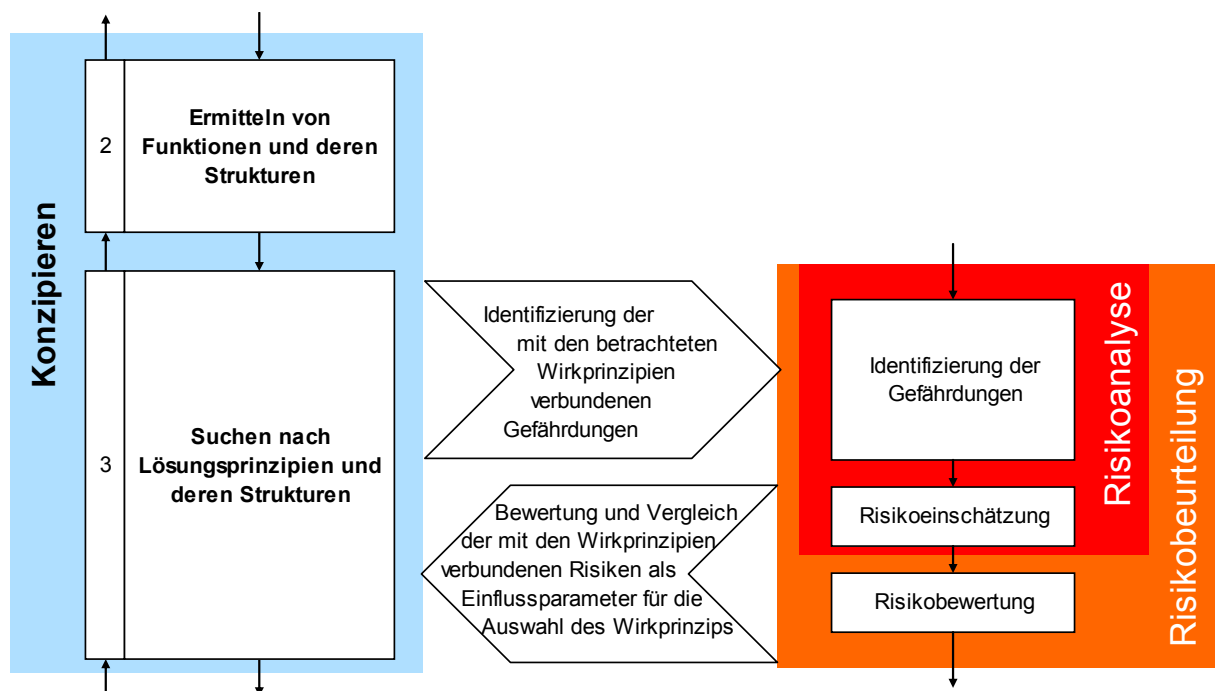 Konzipieren
2
Ermitteln von
Funktionen und deren
Strukturen
3
Suchen nach
Lösungsprinzipien und
deren Strukturen
Identifizierung der
mit den betrachteten
Wirkprinzipien
verbundenen
Gefährdungen
Bewertung und Vergleich
der mit den Wirkprinzipien
verbundenen Risiken als
Einflussparameter für die
Auswahl des Wirkprinzips
Identifizierung der
Gefährdungen
Risikoeinschätzung
Risikobewertung
Risikoanalyse
Risikobeurteilung